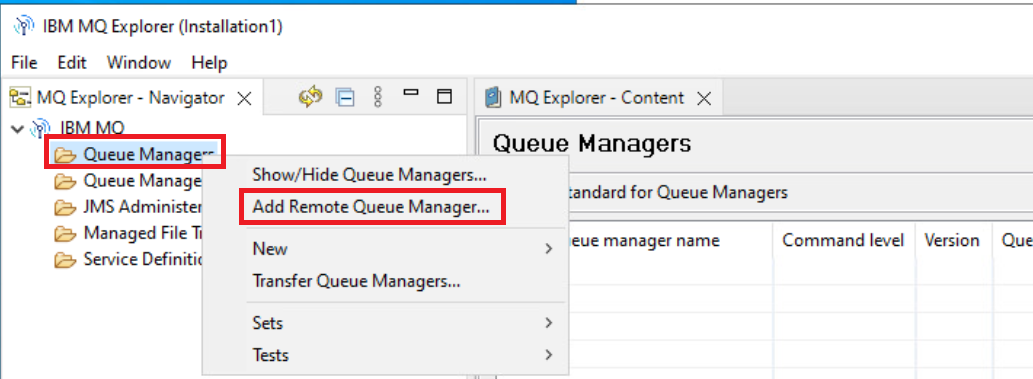 IBM MQ Explorer (Installation1)
File Edit Window Help
MQ Explorer - Navigator
MQ Explorer - Content
IBM MQ
Queue Managers
Queue Manage
JMS Administer
Managed File Tr
Service Definitio
Show/Hide Queue Managers...
Add Remote Queue Manager...
New
Transfer Queue Managers...
Sets
Tests
Queue Managers
tandard for Queue Managers
eue manager name Command level Version Que